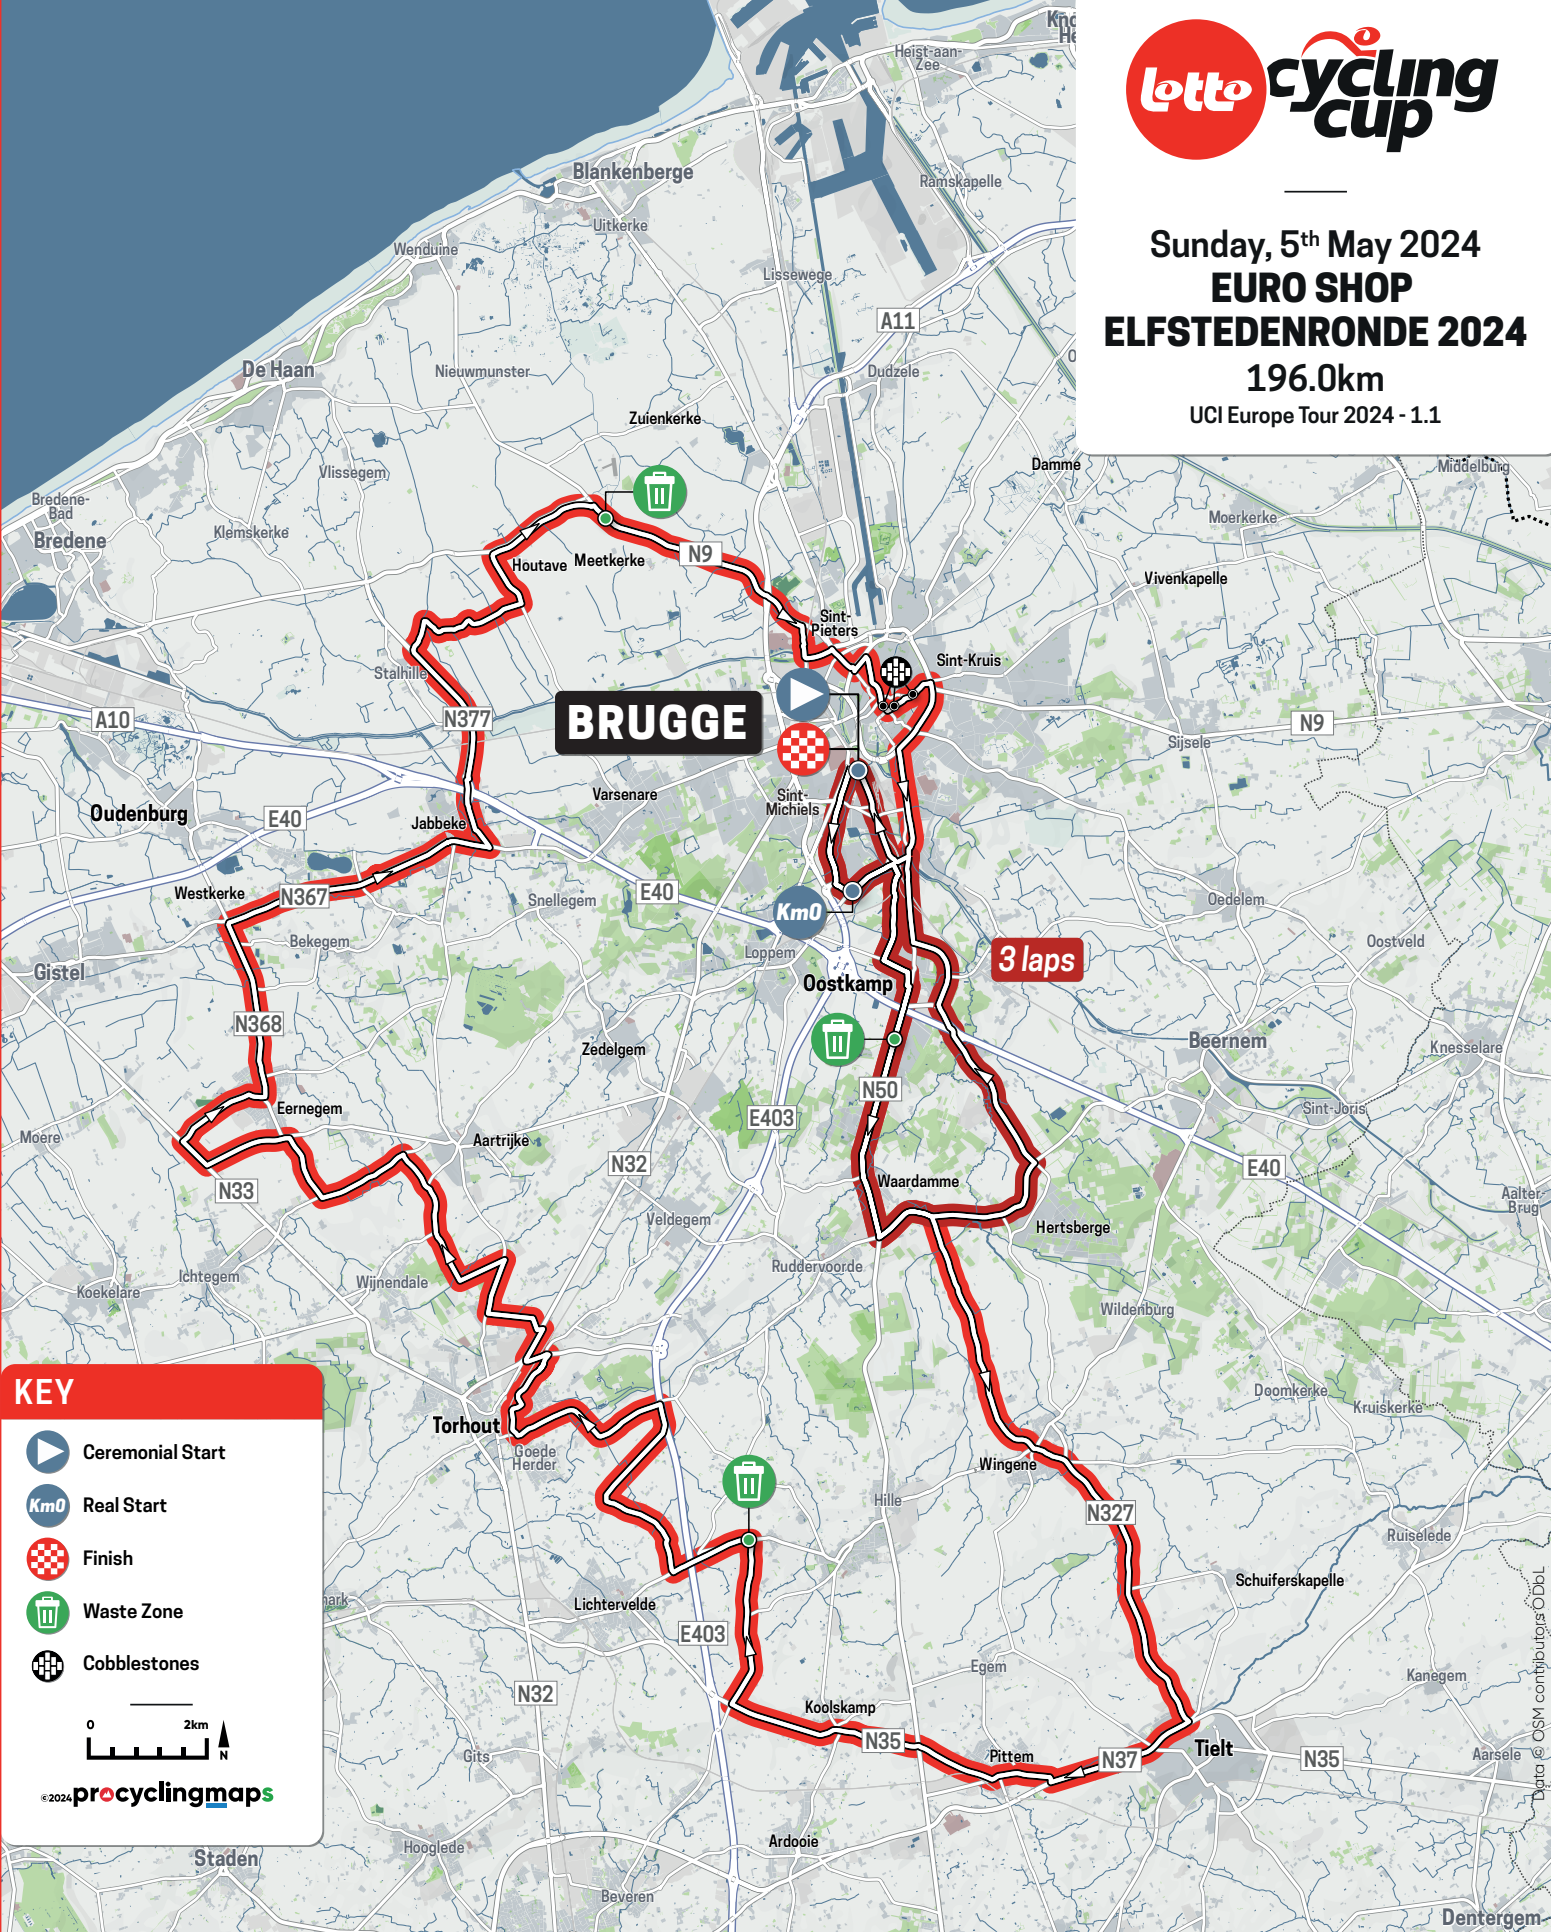 Lotto cycling cup
Sunday, 5th May 2024
EURO SHOP
ELFSTEDENRONDE 2024
196.0km
UCI Europe Tour 2024 - 1.1
Heist-aan-
Zee
Ramskapelle
Blankenberge
Uitkerke
Wenduine
Lissewege
A11
De Haan
Nieuwmunster
Dudzele
Zuienkerke
Vlissegem
Damme
Middelburg
Bredene-
Bad
Bredene
Klemskerke
Moerkerke
Houtave
Meetkerke
N9
Vivenkapelle
Sint-
Pieters
Sint-Kruis
Stalhille
A10
N377
BRUGGE
N9
Sijsele
Varsenare
Sint-
Michiels
Oudenburg
E40
Jabbeke
Westkerke
N367
Snellegem
E40
Km0
Oedelem
Bekegem
Loppem
Oostveld
Gistel
3 laps
Oostkamp
N368
Zedelgem
Beernem
Knesselare
N50
Eernegem
E403
Sint-Joris
Moere
Aartrijke
N32
E40
N33
Waardamme
Aalter-
Brug
Veldegem
Hertsberge
Ruddervoorde
Ichtegem
Koekelare
Wijnendale
Wildenburg
Doomkerke
Kruiskerke
Torhout
Goede
Herder
Wingene
Hille
N327
Ruiselede
Schuiferskapelle
Lichtervelde
E403
Egem
Kanegem
N32
Koolskamp
N35
Gits
Pittem
N37
Tielt
N35
Aarsele
Ardooie
Hooglede
Staden
Beveren
Dentergem
KEY
Ceremonial Start
Km0 Real Start
Finish
Waste Zone
Cobblestones
0 2km
N
©2024 procyclingmaps
Data © OSM contributors ODbL